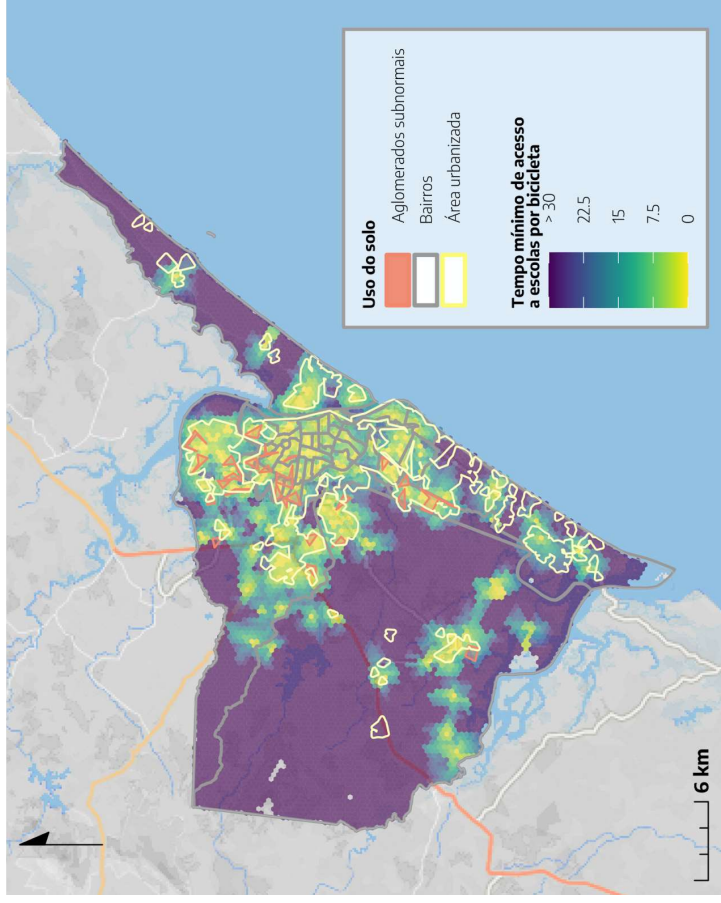 Uso do solo
Aglomerados subnormais
Bairros
Área urbanizada
Tempo mínimo de acesso
a escolas por bicicleta
> 30
22.5
15
7.5
0
6 km